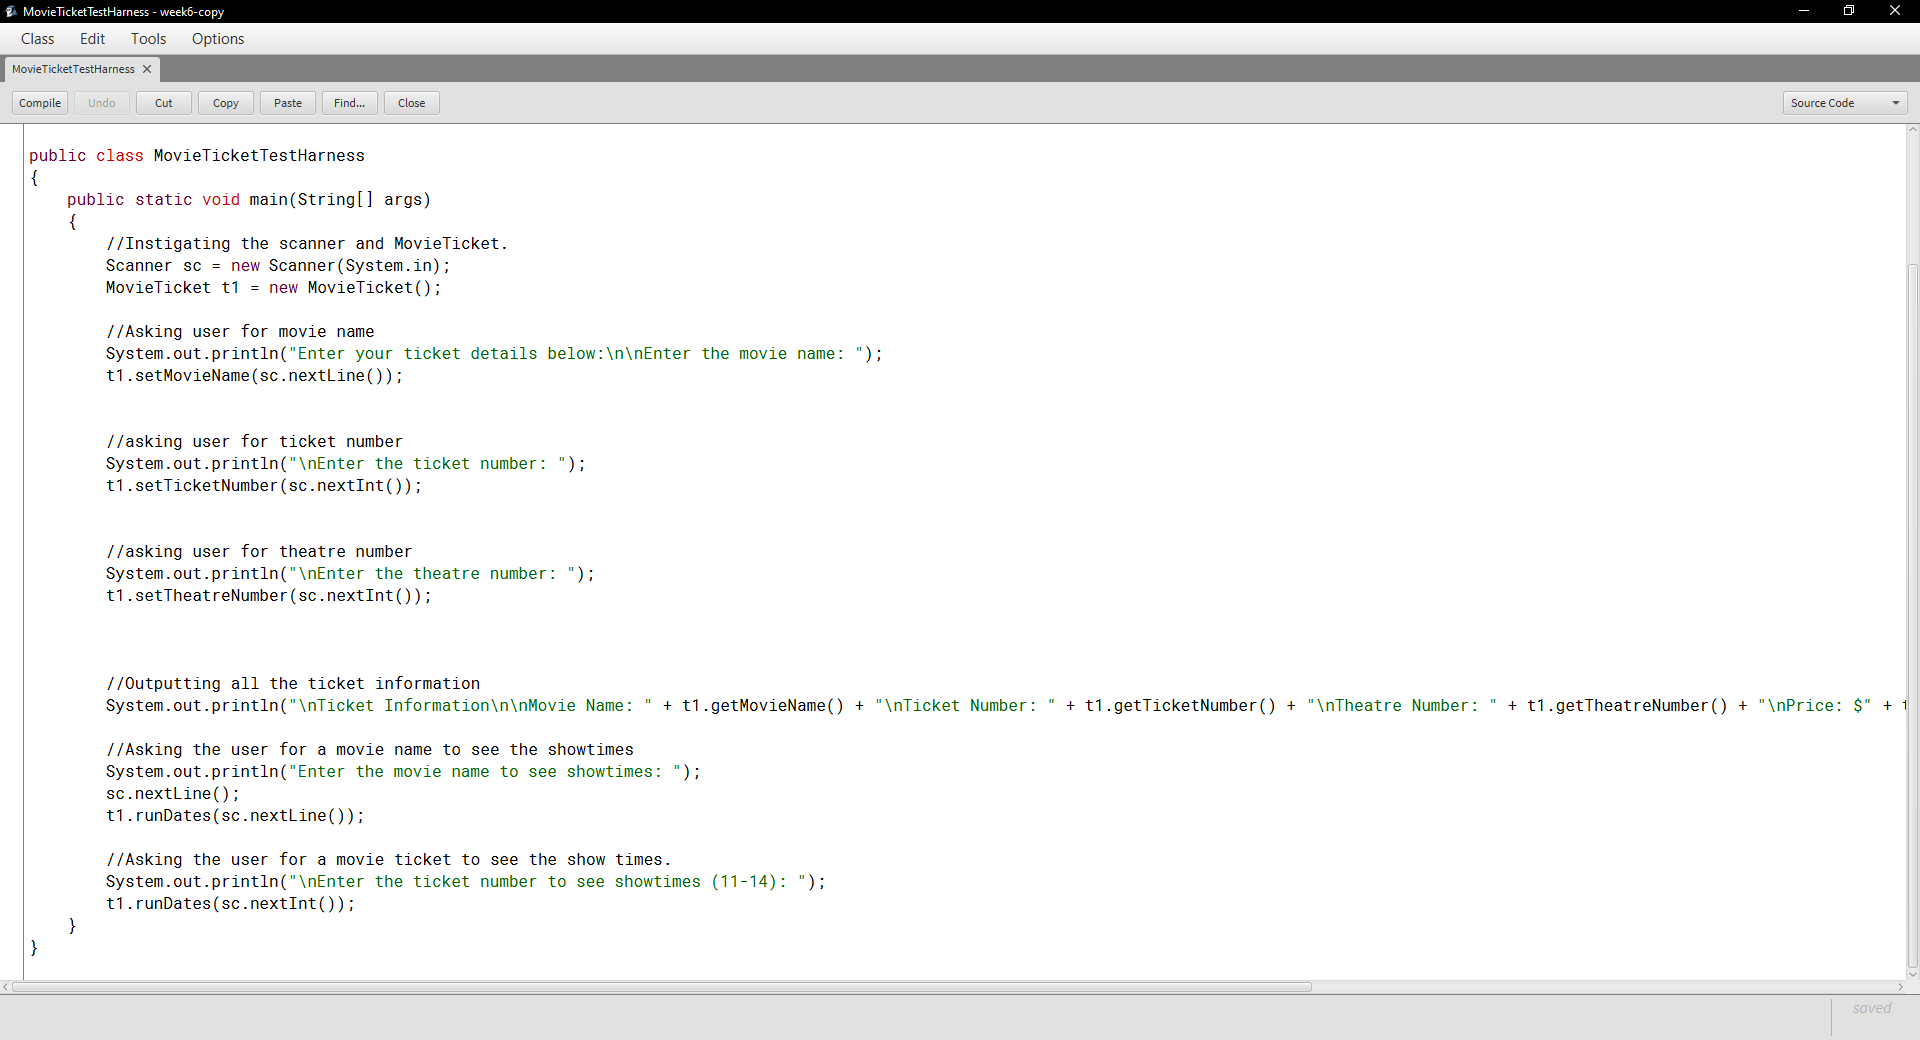 MovieTicketTestHarness - week6-copy
Class Edit Tools Options
MovieTicketTestHarness
Compile Undo Cut Copy Paste Find... Close Source Code
public class MovieTicketTestHarness
{
    public static void main(String[] args)
    {
        //Instigating the scanner and MovieTicket.
        Scanner sc = new Scanner(System.in);
        MovieTicket t1 = new MovieTicket();
        //Asking user for movie name
        System.out.println("Enter your ticket details below:\n\nEnter the movie name: ");
        t1.setMovieName(sc.nextLine());
        //asking user for ticket number
        System.out.println("\nEnter the ticket number: ");
        t1.setTicketNumber(sc.nextInt());
        //asking user for theatre number
        System.out.println("\nEnter the theatre number: ");
        t1.setTheatreNumber(sc.nextInt());
        //Outputting all the ticket information
        System.out.println("\nTicket Information\n\nMovie Name: " + t1.getMovieName() + "\nTicket Number: " + t1.getTicketNumber() + "\nTheatre Number: " + t1.getTheatreNumber() + "\nPrice: $" +
        //Asking the user for a movie name to see the showtimes
        System.out.println("Enter the movie name to see showtimes: ");
        sc.nextLine();
        t1.runDates(sc.nextLine());
        //Asking the user for a movie ticket to see the show times.
        System.out.println("\nEnter the ticket number to see showtimes (11-14): ");
        t1.runDates(sc.nextInt());
    }
}
saved